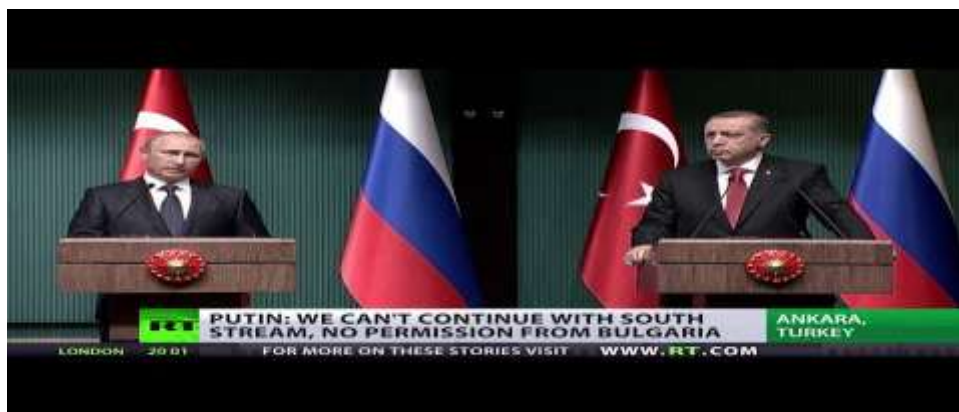 RT
PUTIN: WE CAN'T CONTINUE WITH SOUTH
STREAM, NO PERMISSION FROM BULGARIA
ANKARA,
TURKEY
LONDON 20 01 FOR MORE ON THESE STORIES VISIT WWW.RT.COM